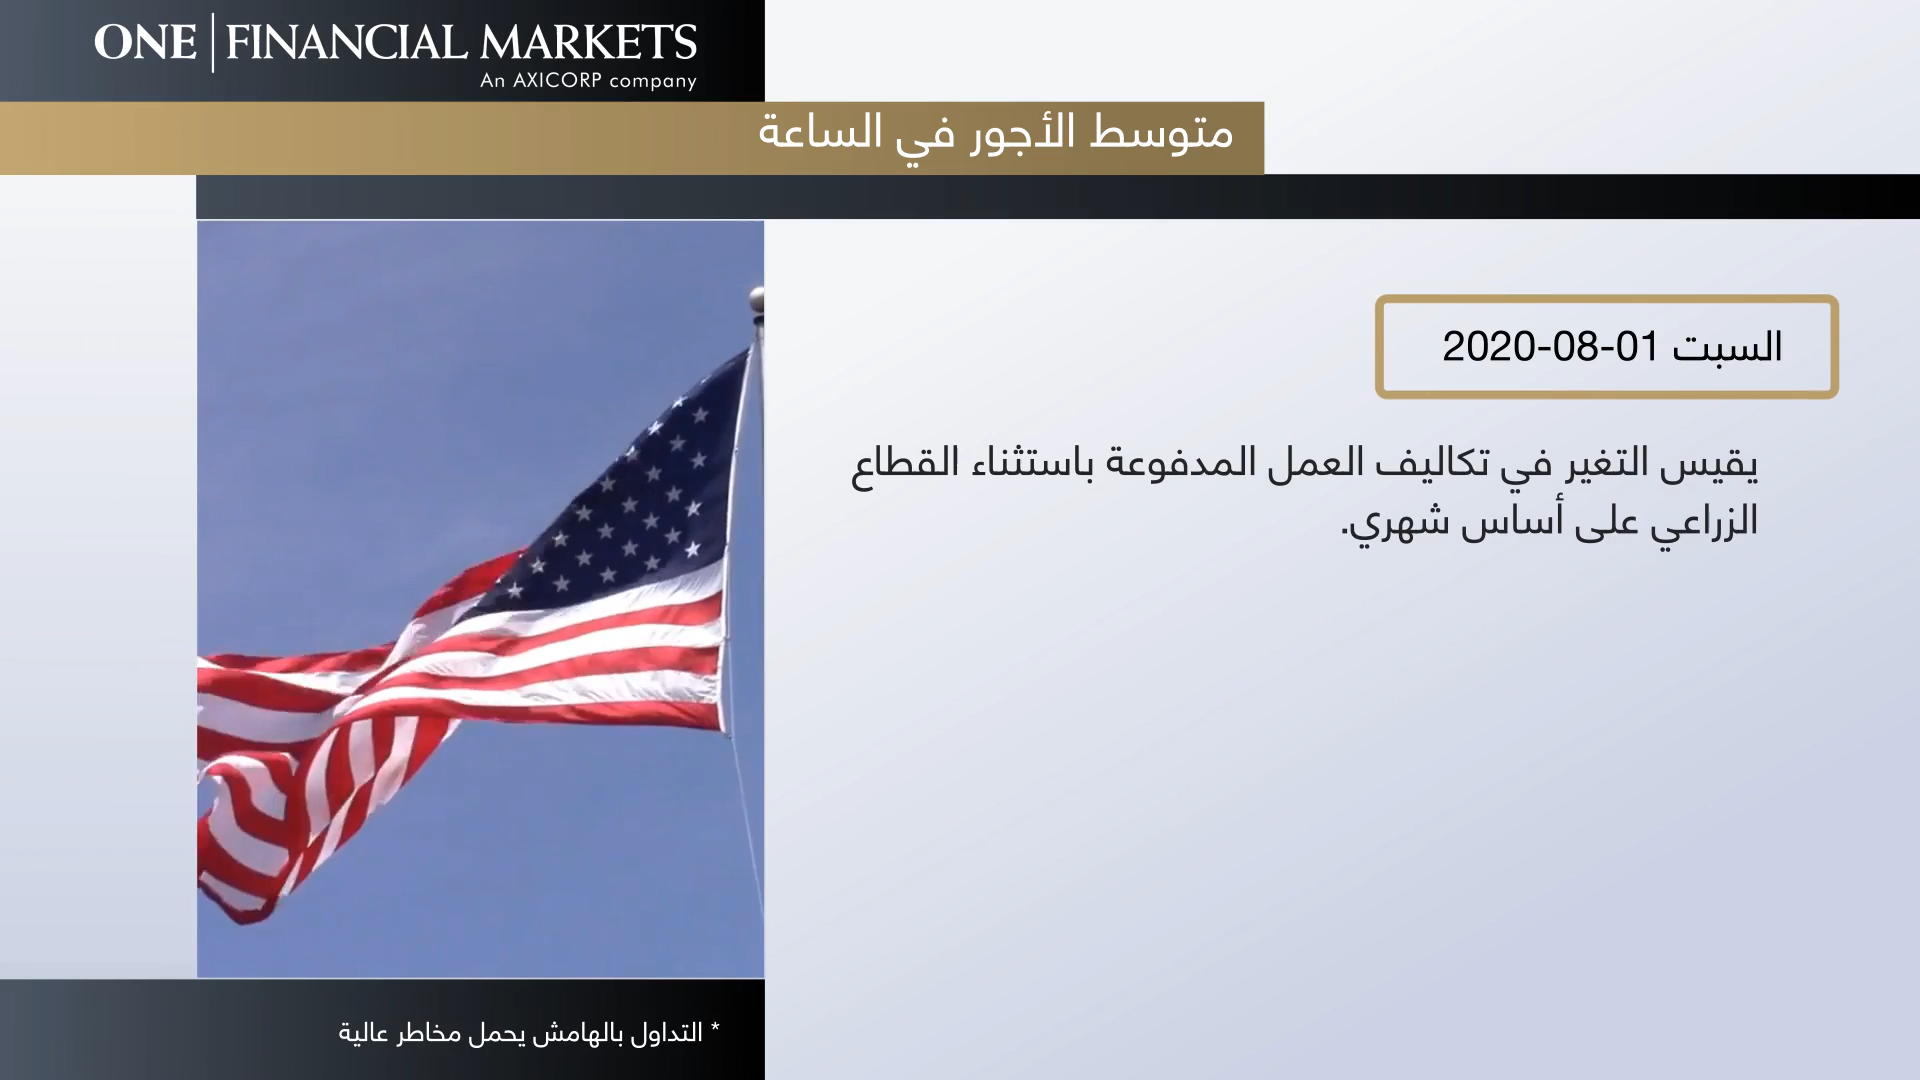 ONE | FINANCIAL MARKETS
An AXICORP company
متوسط الأجور في الساعة
السبت 01-08-2020
يقيس التغير في تكاليف العمل المدفوعة باستثناء القطاع
الزراعي على أساس شهري.
* التداول بالهامش يحمل مخاطر عالية